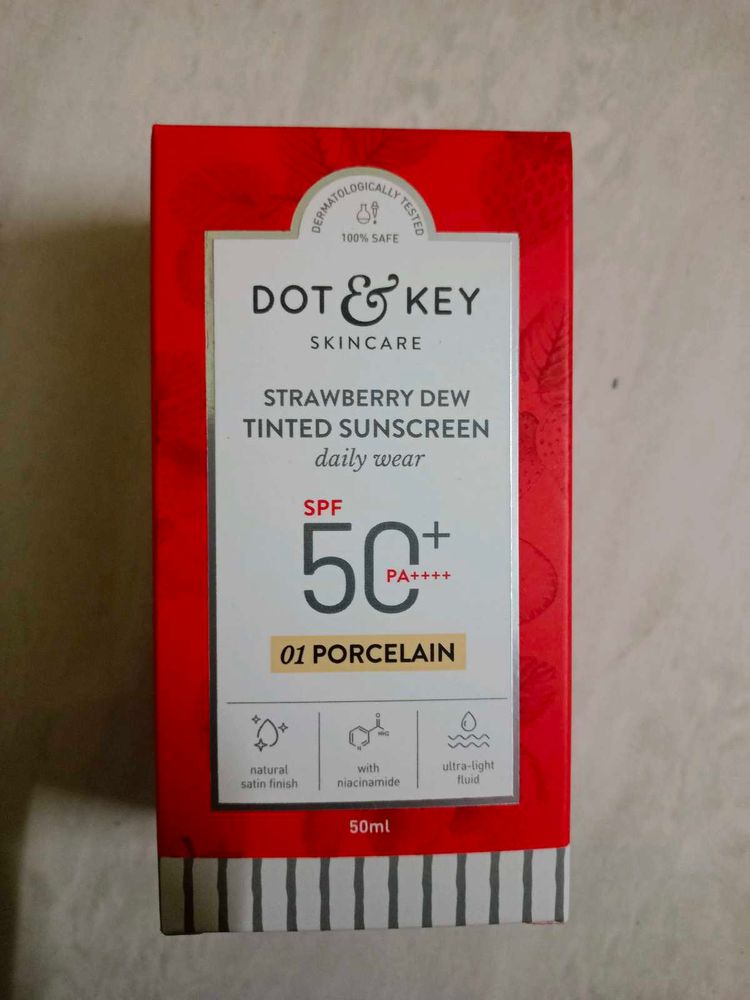 DERMATOLOGICALLY TESTED
100% SAFE
DOT & KEY
SKINCARE
STRAWBERRY DEW
TINTED SUNSCREEN
daily wear
SPF
50+
PA++++
01 PORCELAIN
natural
satin finish
with
niacinamide
ultra-light
fluid
50ml